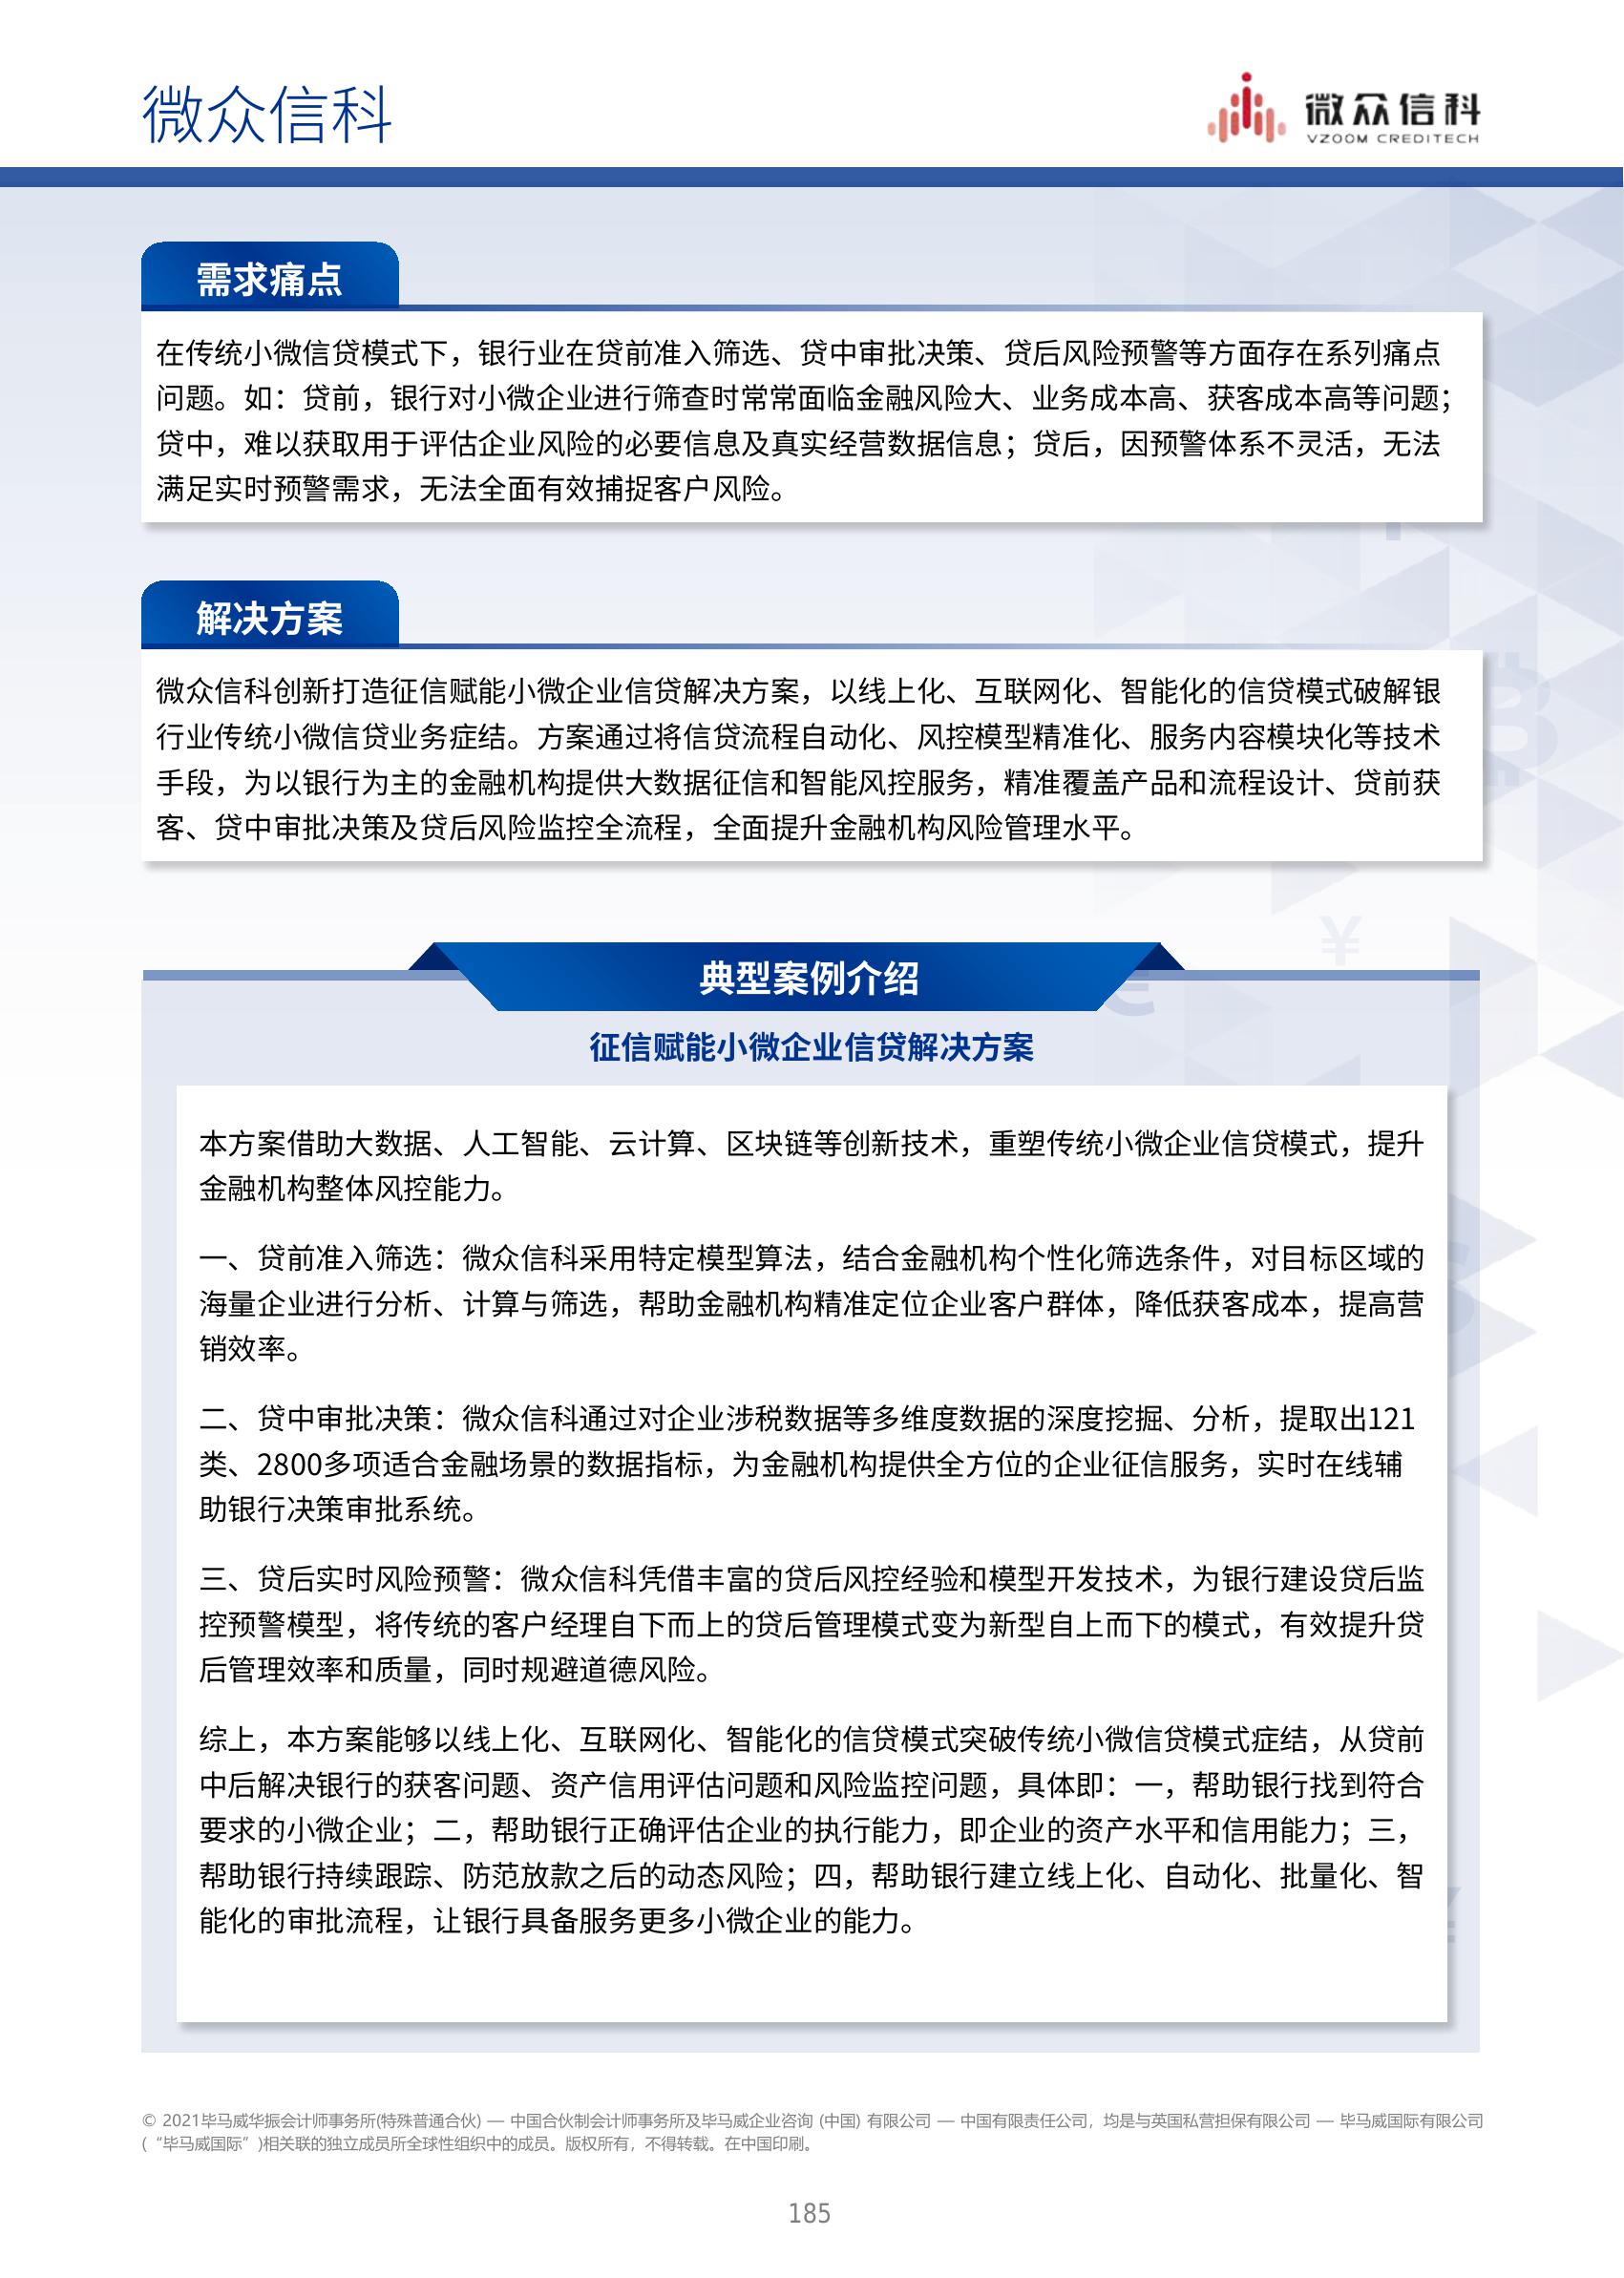 微众信科
微众信科
VZOOM CREDITECH
需求痛点
在传统小微信贷模式下，银行业在贷前准入筛选、贷中审批决策、贷后风险预警等方面存在系列痛点
问题。如：贷前，银行对小微企业进行筛查时常常面临金融风险大、业务成本高、获客成本高等问题；
贷中，难以获取用于评估企业风险的必要信息及真实经营数据信息；贷后，因预警体系不灵活，无法
满足实时预警需求，无法全面有效捕捉客户风险。
解决方案
微众信科创新打造征信赋能小微企业信贷解决方案，以线上化、互联网化、智能化的信贷模式破解银
行业传统小微信贷业务症结。方案通过将信贷流程自动化、风控模型精准化、服务内容模块化等技术
手段，为以银行为主的金融机构提供大数据征信和智能风控服务，精准覆盖产品和流程设计、贷前获
客、贷中审批决策及贷后风险监控全流程，全面提升金融机构风险管理水平。
典型案例介绍
征信赋能小微企业信贷解决方案
本方案借助大数据、人工智能、云计算、区块链等创新技术，重塑传统小微企业信贷模式，提升
金融机构整体风控能力。
一、贷前准入筛选：微众信科采用特定模型算法，结合金融机构个性化筛选条件，对目标区域的
海量企业进行分析、计算与筛选，帮助金融机构精准定位企业客户群体，降低获客成本，提高营
销效率。
二、贷中审批决策：微众信科通过对企业涉税数据等多维度数据的深度挖掘、分析，提取出121
类、2800多项适合金融场景的数据指标，为金融机构提供全方位的企业征信服务，实时在线辅
助银行决策审批系统。
三、贷后实时风险预警：微众信科凭借丰富的贷后风控经验和模型开发技术，为银行建设贷后监
控预警模型，将传统的客户经理自下而上的贷后管理模式变为新型自上而下的模式，有效提升贷
后管理效率和质量，同时规避道德风险。
综上，本方案能够以线上化、互联网化、智能化的信贷模式突破传统小微信贷模式症结，从贷前
中后解决银行的获客问题、资产信用评估问题和风险监控问题，具体即：一，帮助银行找到符合
要求的小微企业；二，帮助银行正确评估企业的执行能力，即企业的资产水平和信用能力；三，
帮助银行持续跟踪、防范放款之后的动态风险；四，帮助银行建立线上化、自动化、批量化、智
能化的审批流程，让银行具备服务更多小微企业的能力。
© 2021毕马威华振会计师事务所(特殊普通合伙) — 中国合伙制会计师事务所及毕马威企业咨询 (中国) 有限公司 — 中国有限责任公司，均是与英国私营担保有限公司 — 毕马威国际有限公司
(“毕马威国际”)相关联的独立成员所全球性组织中的成员。版权所有，不得转载。在中国印刷。
185